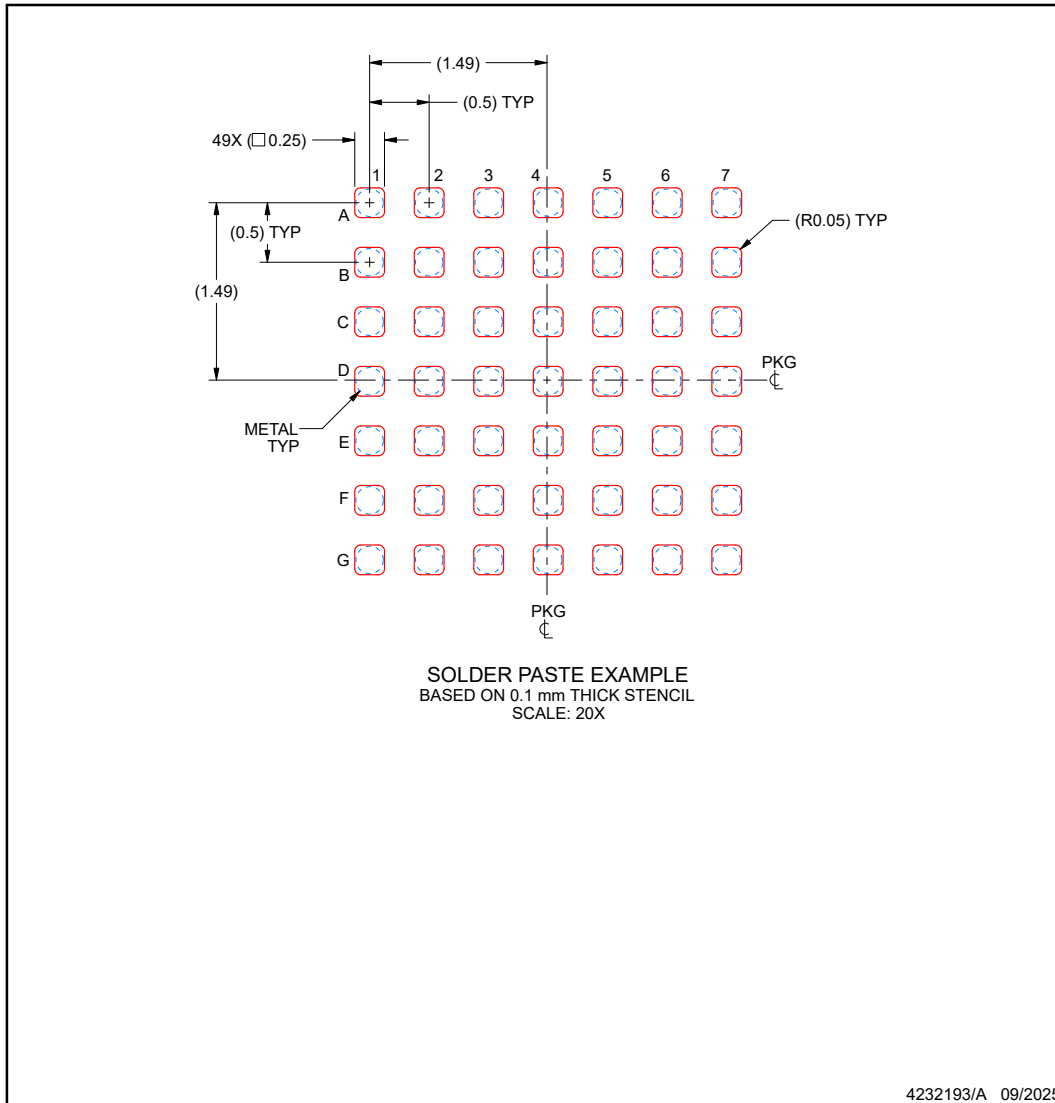 (1.49)
(0.5) TYP
49X (□ 0.25)
1 2 3 4 5 6 7
A
(R0.05) TYP
(0.5) TYP
B
(1.49)
C
D
PKG
℄
METAL
TYP
E
F
G
PKG
℄
SOLDER PASTE EXAMPLE
BASED ON 0.1 mm THICK STENCIL
SCALE: 20X
4232193/A 09/2025